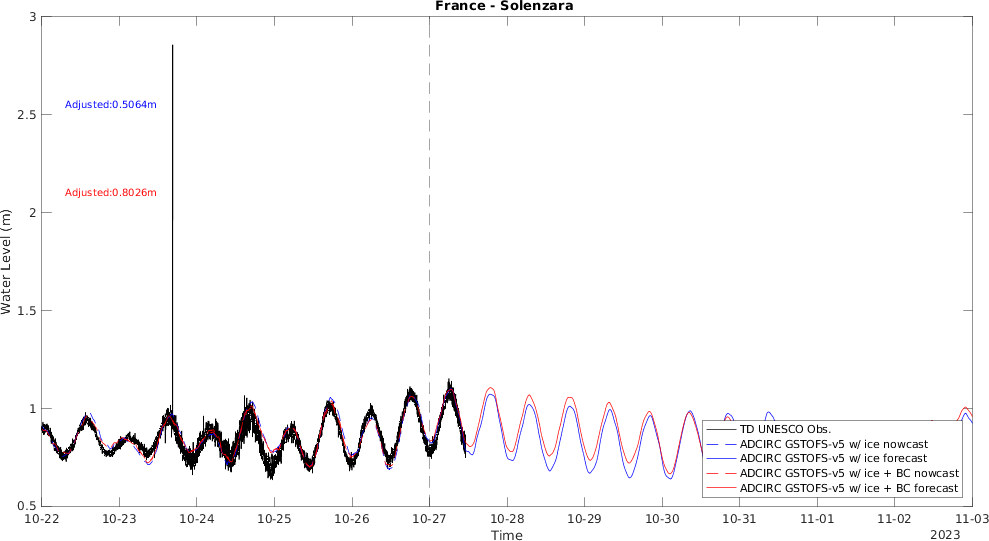 France - Solenzara
3
2.5
2
1.5
1
0.5
Water Level (m)
Adjusted:0.5064m
Adjusted:0.8026m
TD UNESCO Obs.
ADCIRC GSTOFS-v5 w/ ice nowcast
ADCIRC GSTOFS-v5 w/ ice forecast
ADCIRC GSTOFS-v5 w/ ice + BC nowcast
ADCIRC GSTOFS-v5 w/ ice + BC forecast
10-22 10-23 10-24 10-25 10-26 10-27 10-28 10-29 10-30 10-31 11-01 11-02 11-03
Time
2023